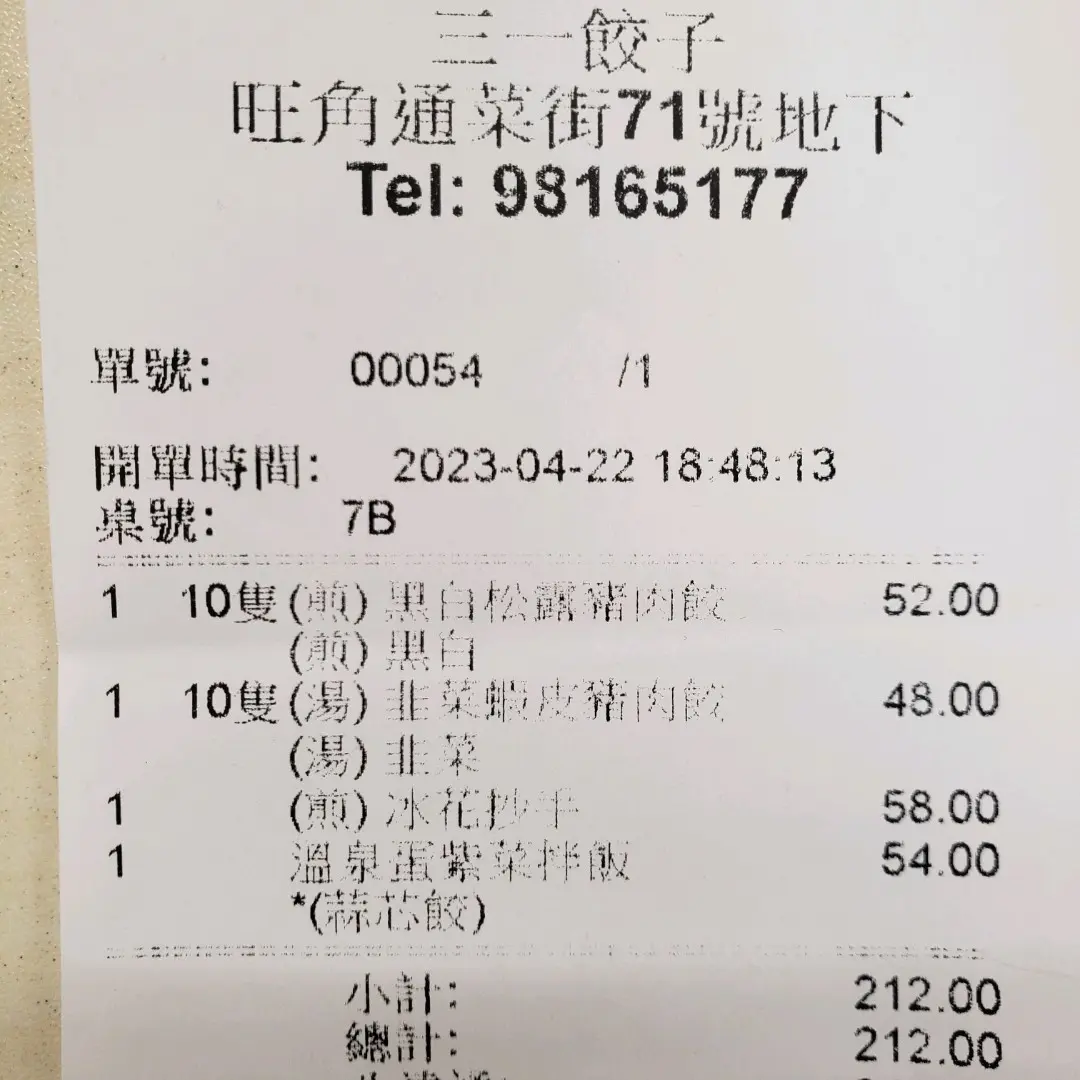 三一餃子
旺角通菜街71號地下
Tel: 98165177
單號: 00054 /1
開單時間: 2023-04-22 18:48:13
桌號: 7B
1 10隻(煎) 黑白松露豬肉餃 52.00
(煎) 黑白
1 10隻(湯) 韭菜蝦皮豬肉餃 48.00
(湯) 韭菜
1 (煎) 冰花抄手 58.00
1 溫泉蛋紫菜拌飯 54.00
*(蒜芯餃)
小計: 212.00
總計: 212.00